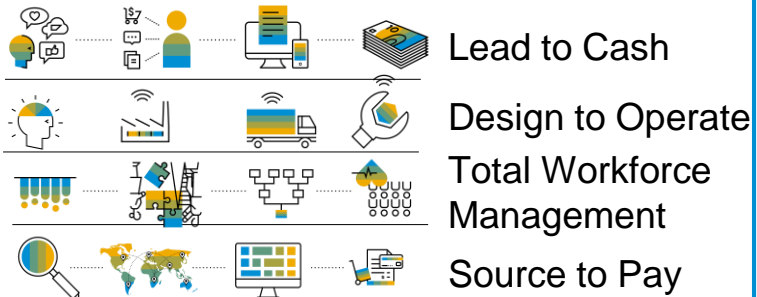 Lead to Cash
Design to Operate
Total Workforce
Management
Source to Pay